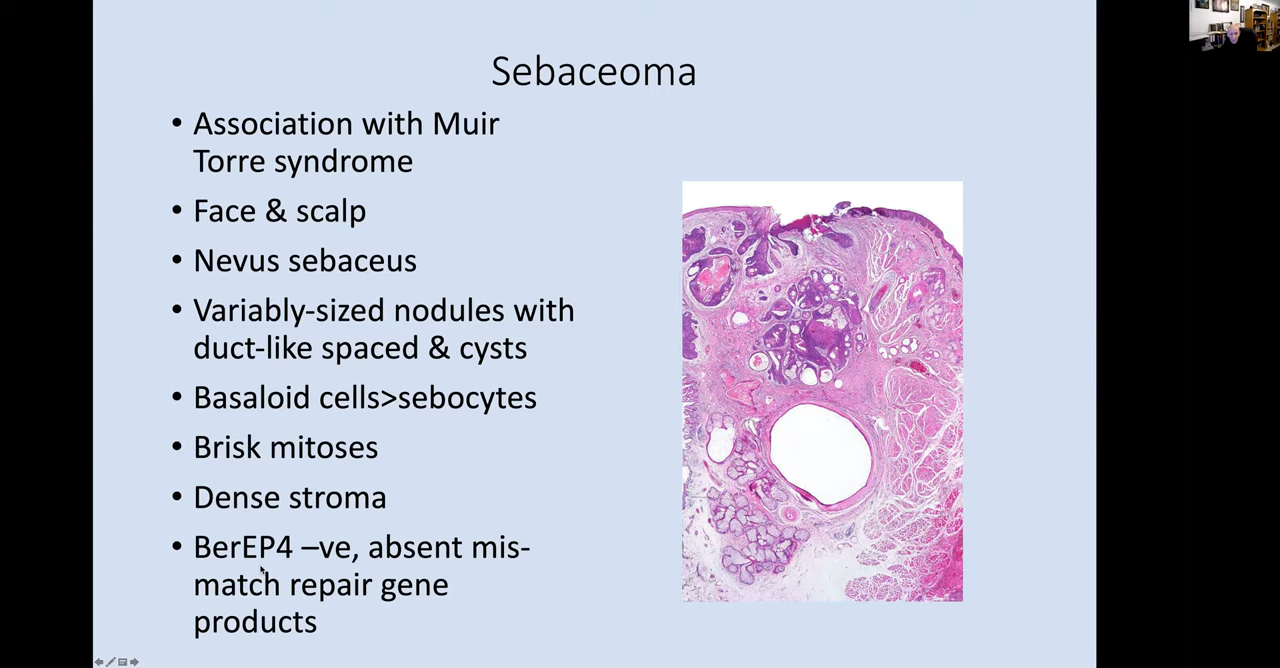 Sebaceoma
• Association with Muir
Torre syndrome
• Face & scalp
• Nevus sebaceus
• Variably-sized nodules with
duct-like spaced & cysts
• Basaloid cells>sebocytes
• Brisk mitoses
• Dense stroma
• BerEP4 –ve, absent mis-
match repair gene
products